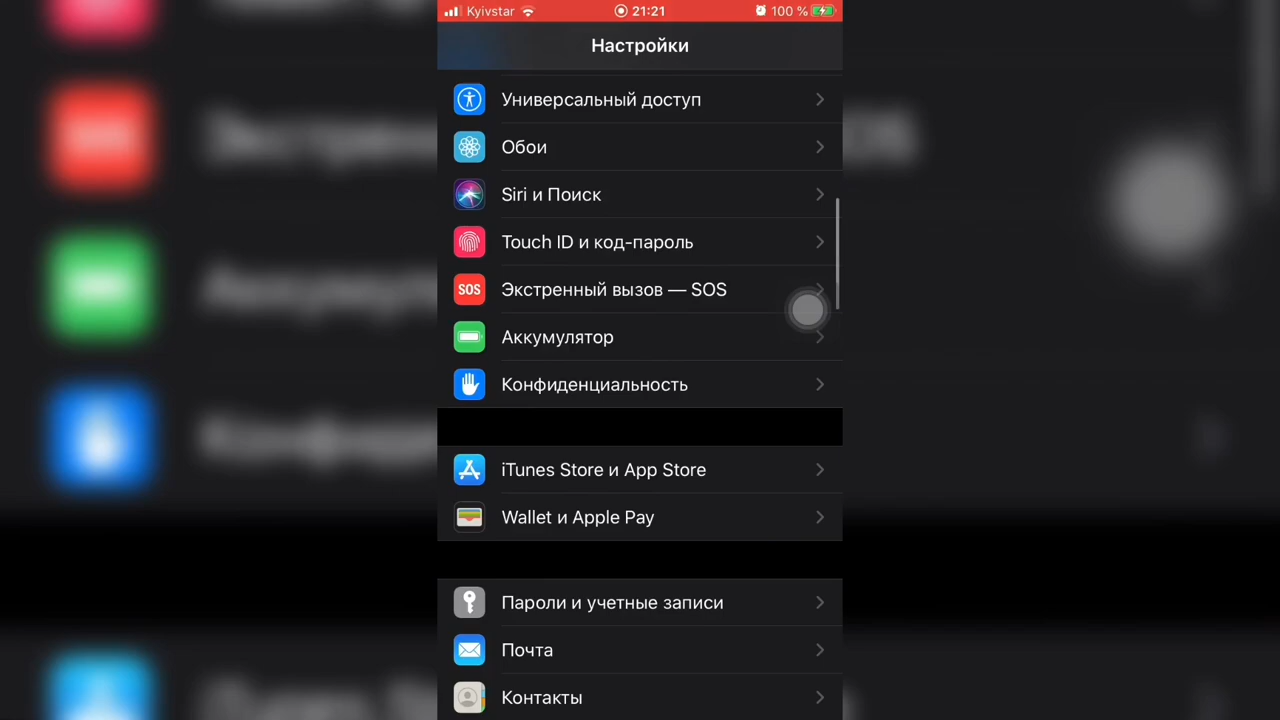 Kyivstar 21:21 100 %
Настройки
Универсальный доступ
Обои
Siri и Поиск
Touch ID и код-пароль
SOS Экстренный вызов — SOS
Аккумулятор
Конфиденциальность
iTunes Store и App Store
Wallet и Apple Pay
Пароли и учетные записи
Почта
Контакты